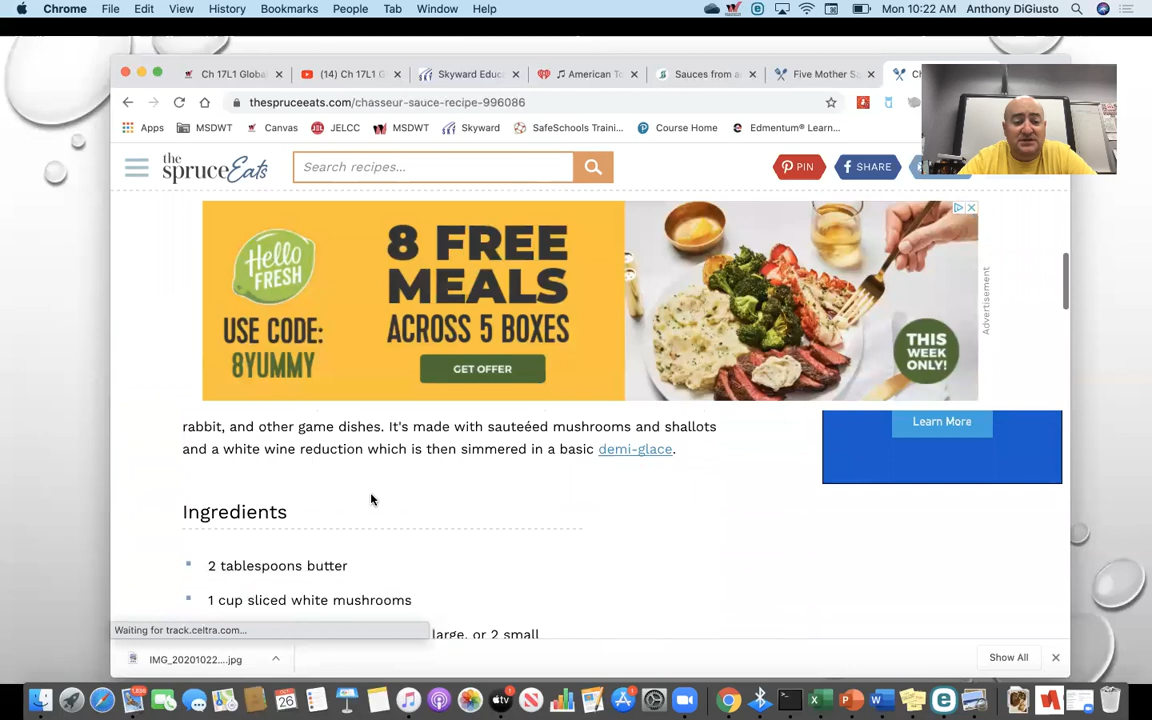 Chrome File Edit View History Bookmarks People Tab Window Help Mon 10:22 AM Anthony DiGiusto
Ch 17L1 Globa
(14) Ch 17L1 G
Skyward Educ
American To
Sauces from a
Five Mother Sa
thespruceeats.com/chasseur-sauce-recipe-996086
Apps MSDWT Canvas JELCC MSDWT Skyward SafeSchools Traini... Course Home Edmentum® Learn...
the spruceEats
Search recipes...
PIN
SHARE
HELLO FRESH
8 FREE
MEALS
ACROSS 5 BOXES
USE CODE:
8YUMMY
GET OFFER
THIS
WEEK
ONLY!
Advertisement
rabbit, and other game dishes. It's made with sauteéed mushrooms and shallots
and a white wine reduction which is then simmered in a basic demi-glace.
Learn More
Ingredients
2 tablespoons butter
1 cup sliced white mushrooms
large, or 2 small
Waiting for track.celtra.com...
IMG_20201022....jpg
Show All